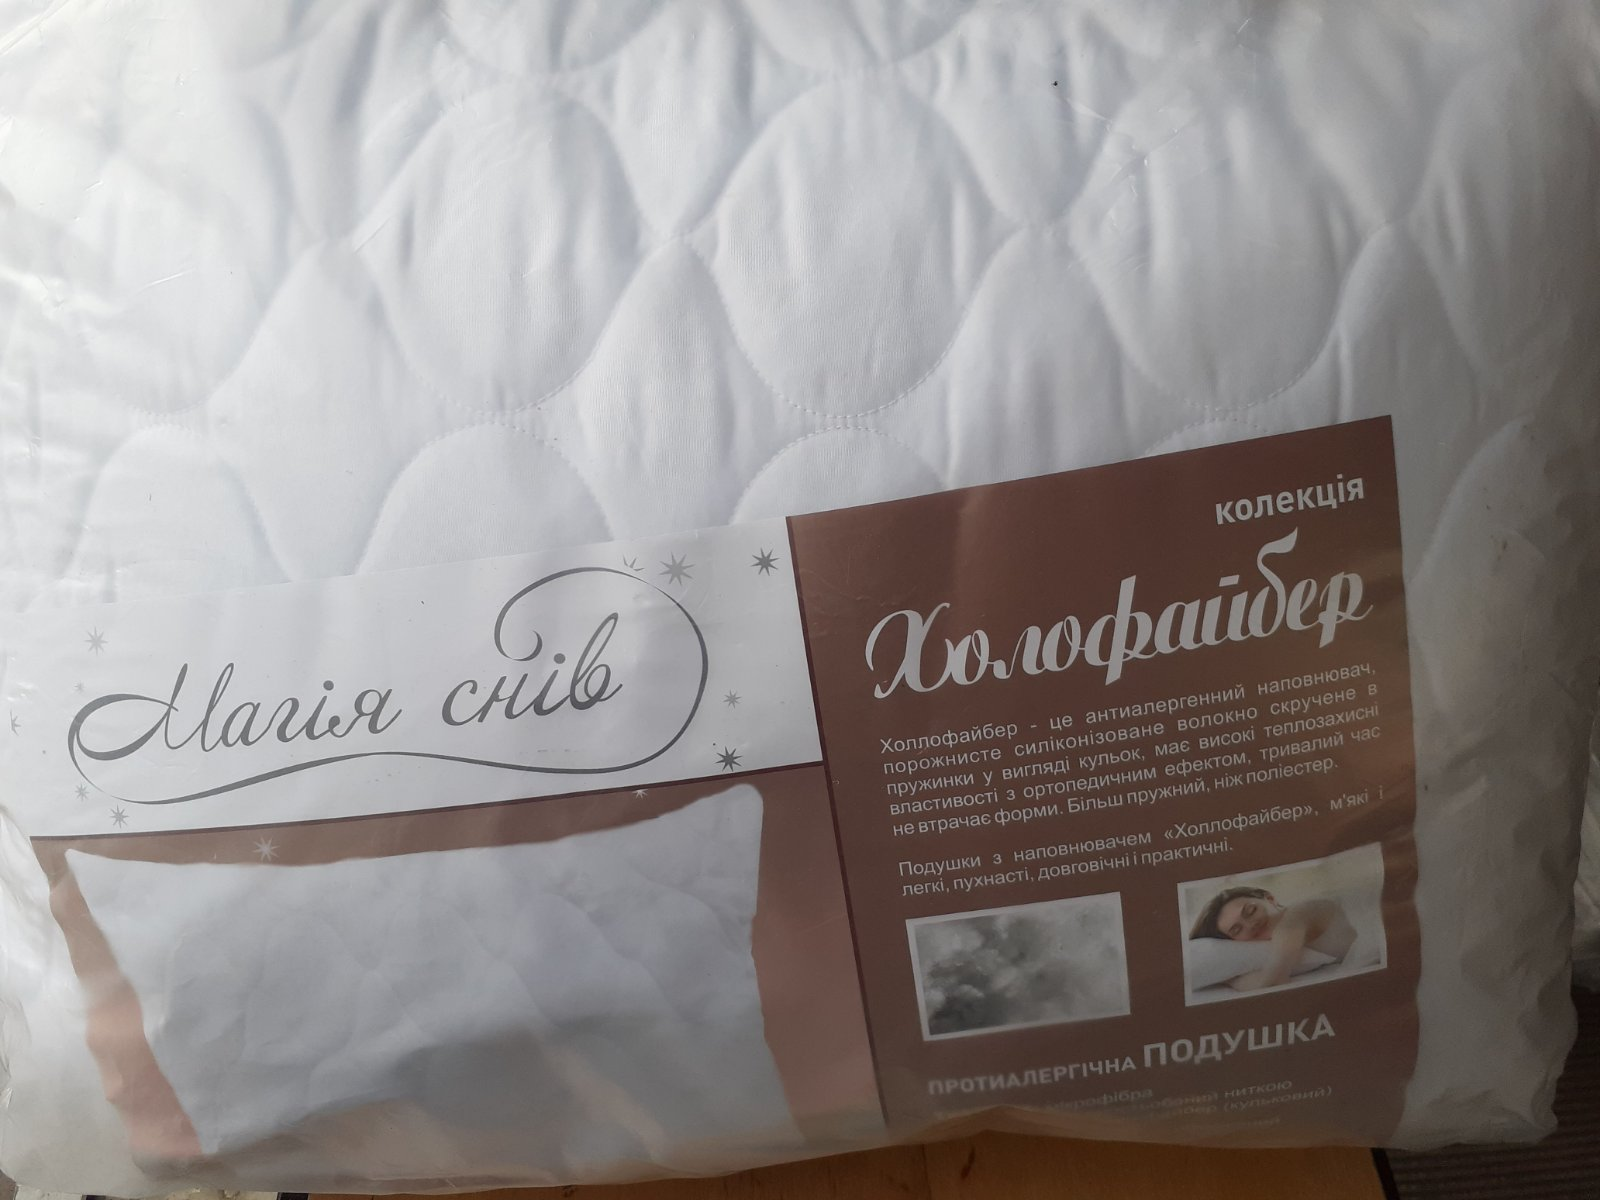 Магія снів
колекція
Холофайбер
Холлофайбер - це антиалергенний наповнювач,
порожнисте силіконізоване волокно скручене в
пружинки у вигляді кульок, має високі теплозахисні
властивості з ортопедичним ефектом, тривалий час
не втрачає форми. Більш пружний, ніж поліестер.
Подушки з наповнювачем «Холлофайбер», м'які і
легкі, пухнасті, довговічні і практичні.
ПРОТИАЛЕРГІЧНА ПОДУШКА
ниткою
(кульковий)